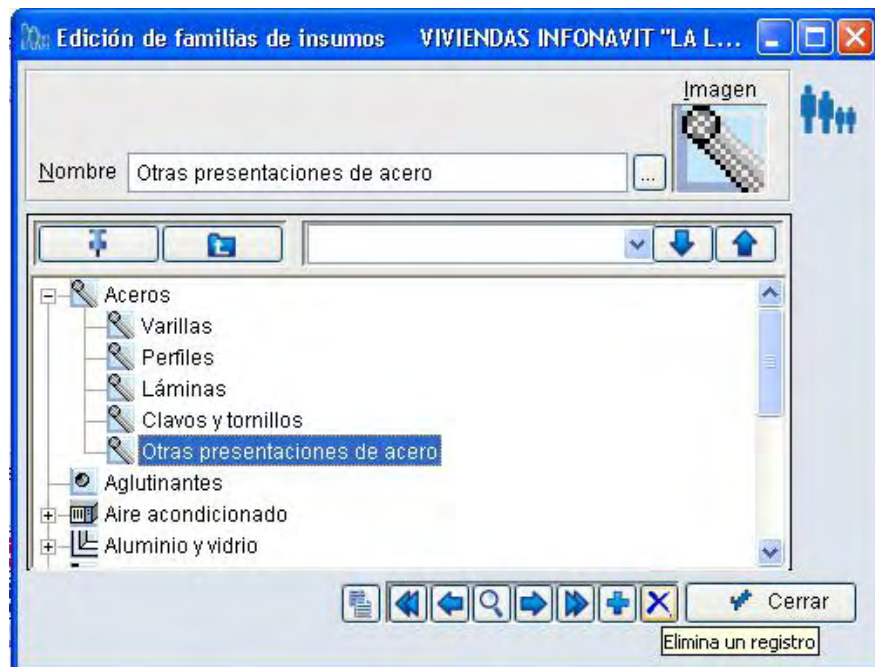 Edición de familias de insumos VIVIENDAS INFONAVIT "LA L...
Imagen
Nombre Otras presentaciones de acero ...
Aceros
Varillas
Perfiles
Láminas
Clavos y tornillos
Otras presentaciones de acero
Aglutinantes
Aire acondicionado
Aluminio y vidrio
Cerrar
Elimina un registro